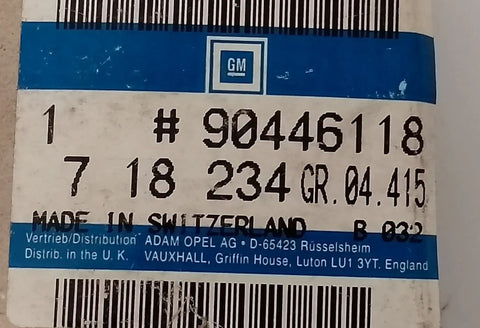 GM
1 # 90446118
7 18 234 GR.04.415
MADE IN SWITZERLAND B 032
Vertrieb/Distribution ADAM OPEL AG • D-65423 Rüsselsheim
Distrib. in the U. K. VAUXHALL, Griffin House, Luton LU1 3YT. England